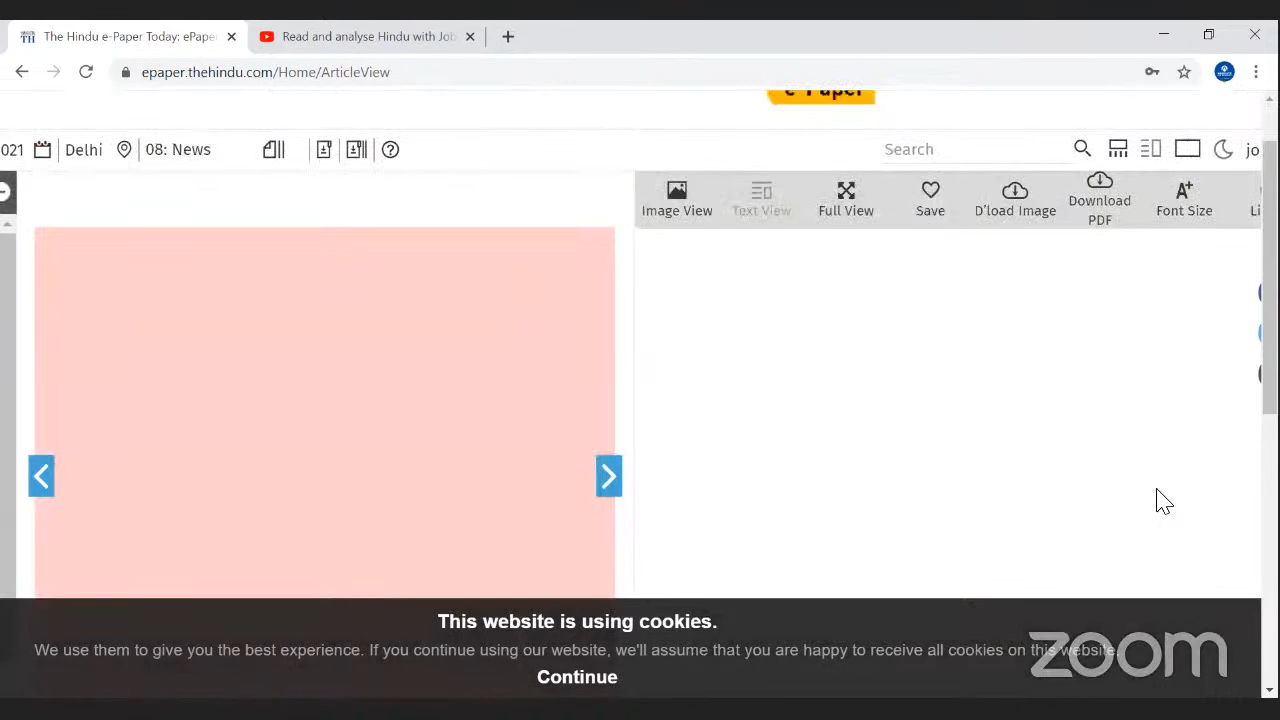 TH The Hindu e-Paper Today: ePape
Read and analyse Hindu with Job
epaper.thehindu.com/Home/ArticleView
e-Paper
021 Delhi 08: News
Search
jo
Image View
Text View
Full View
Save
D'load Image
Download
PDF
A+
Font Size
Li
This website is using cookies.
We use them to give you the best experience. If you continue using our website, we'll assume that you are happy to receive all cookies on this website.
Continue
zoom